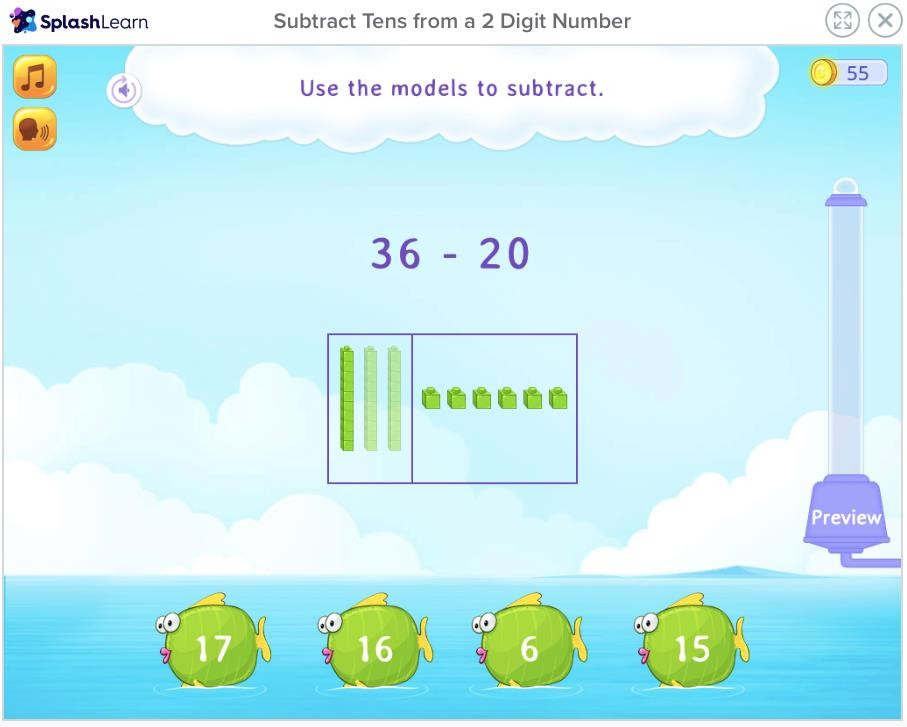 SplashLearn
Subtract Tens from a 2 Digit Number
Use the models to subtract.
55
36 - 20
Preview
17
16
6
15